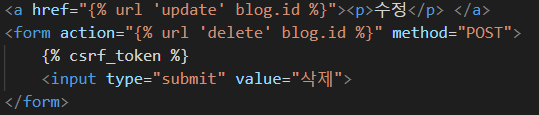 <a href="{% url 'update' blog.id %}"><p>수정</p> </a>
<form action="{% url 'delete' blog.id %}" method="POST">
    {% csrf_token %}
    <input type="submit" value="삭제">
</form>